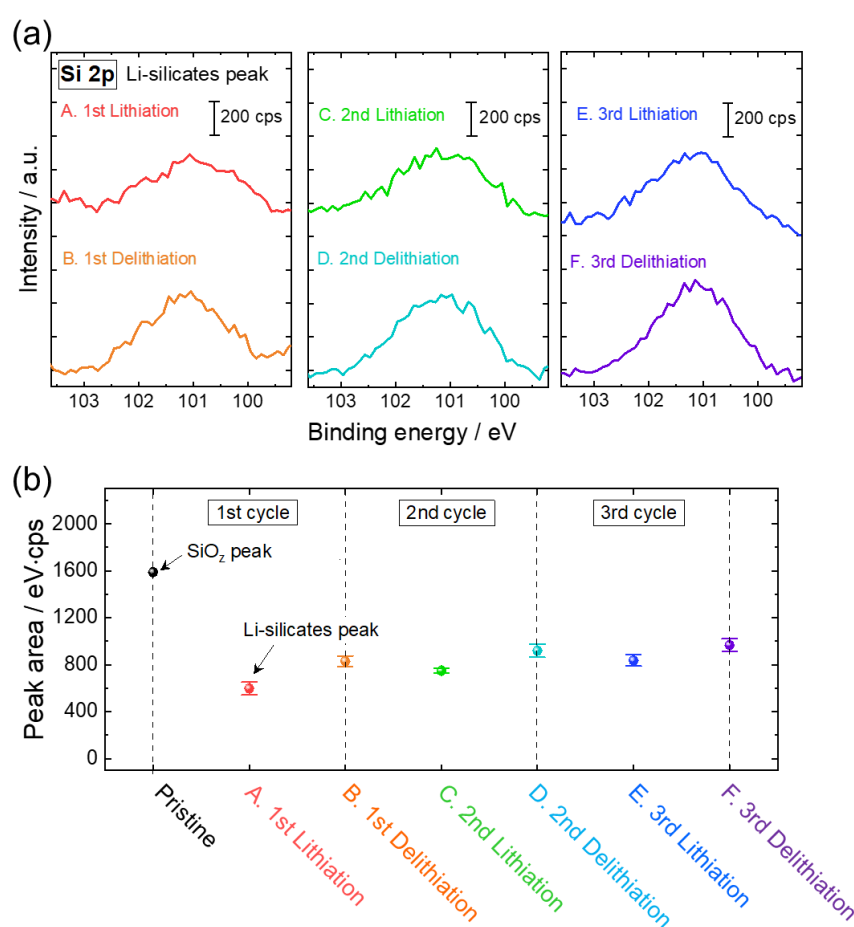 (a)
Si 2p Li-silicates peak
A. 1st Lithiation
200 cps
B. 1st Delithiation
C. 2nd Lithiation
200 cps
D. 2nd Delithiation
E. 3rd Lithiation
200 cps
F. 3rd Delithiation
Intensity / a.u.
103 102 101 100
103 102 101 100
103 102 101 100
Binding energy / eV
(b)
1st cycle
2nd cycle
3rd cycle
SiOz peak
Li-silicates peak
Peak area / eV·cps
2000
1600
1200
800
400
0
Pristine
A. 1st Lithiation
B. 1st Delithiation
C. 2nd Lithiation
D. 2nd Delithiation
E. 3rd Lithiation
F. 3rd Delithiation